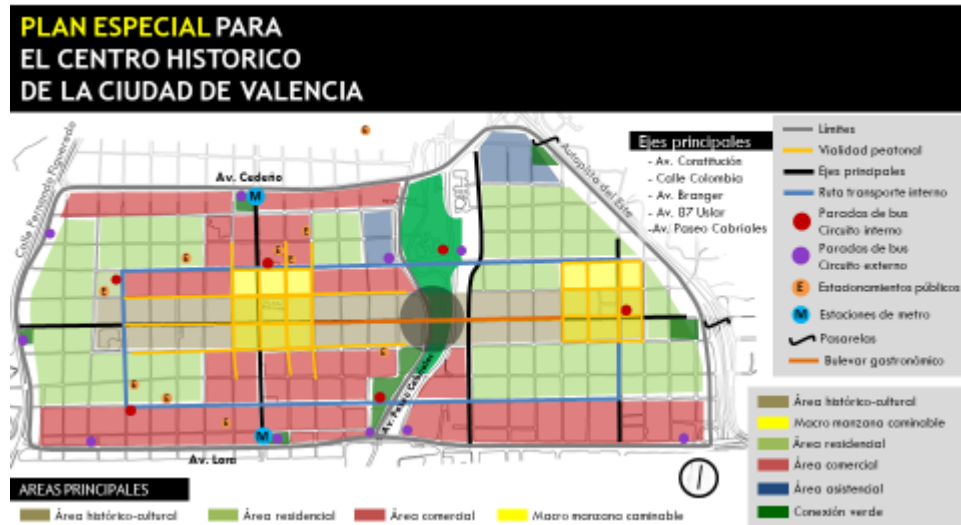 PLAN ESPECIAL PARA
EL CENTRO HISTORICO
DE LA CIUDAD DE VALENCIA
Calle Fernando Figueredo
Av. Cedeño
Autopista del Este
Av. Paseo Cabriales
Av. Lara
M
M
E
E
E
E
E
E
E
E
E
E
Ejes principales
- Av. Constitución
- Calle Colombia
- Av. Branger
- Av. 87 Uslar
-Av. Paseo Cabriales
Límites
Vialidad peatonal
Ejes principales
Ruta transporte interno
Paradas de bus
Circuito interno
Paradas de bus
Circuito externo
E Estacionamientos públicos
M Estaciones de metro
Pasarelas
Bulevar gastronómico
Área histórico-cultural
Macro manzana caminable
Área residencial
Área comercial
Área asistencial
Conexión verde
AREAS PRINCIPALES
Área histórico-cultural
Área residencial
Área comercial
Macro manzana caminable